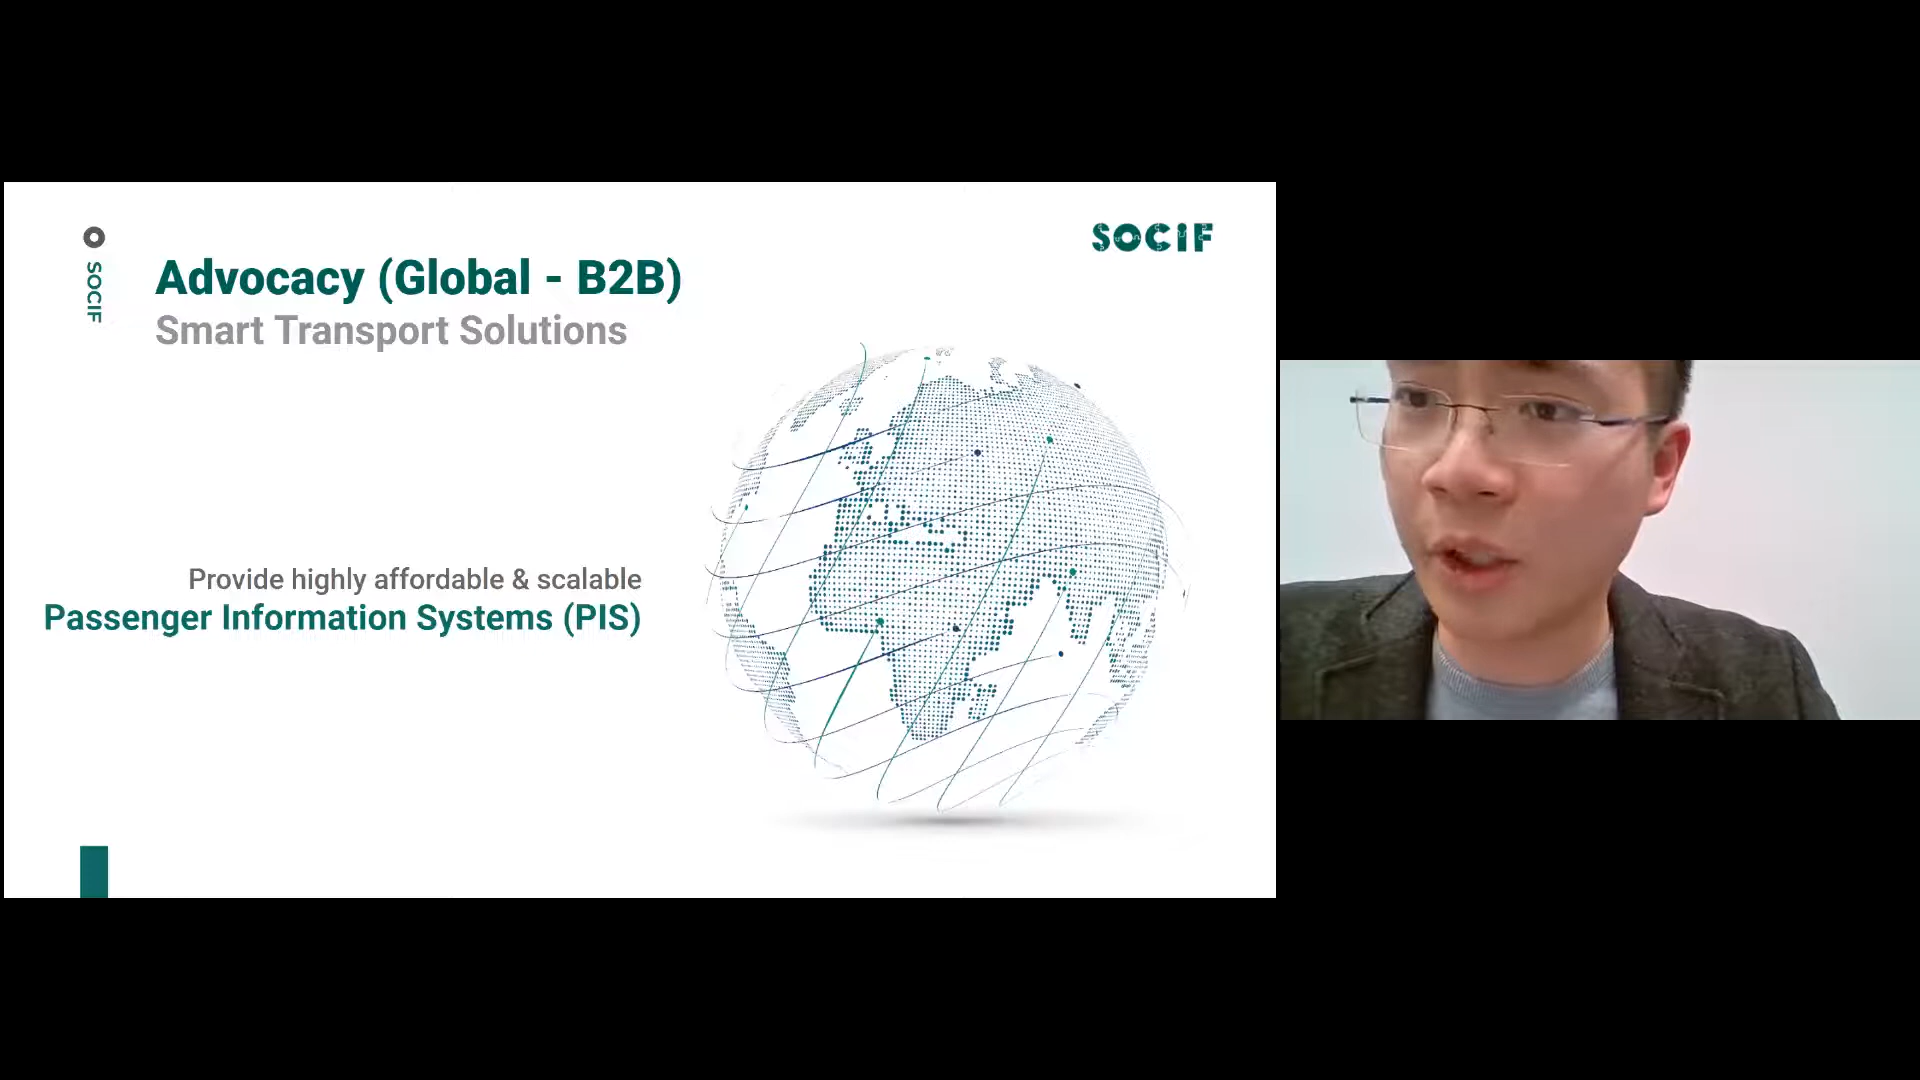 SOCIF
SOCIF
Advocacy (Global - B2B)
Smart Transport Solutions
Provide highly affordable & scalable
Passenger Information Systems (PIS)